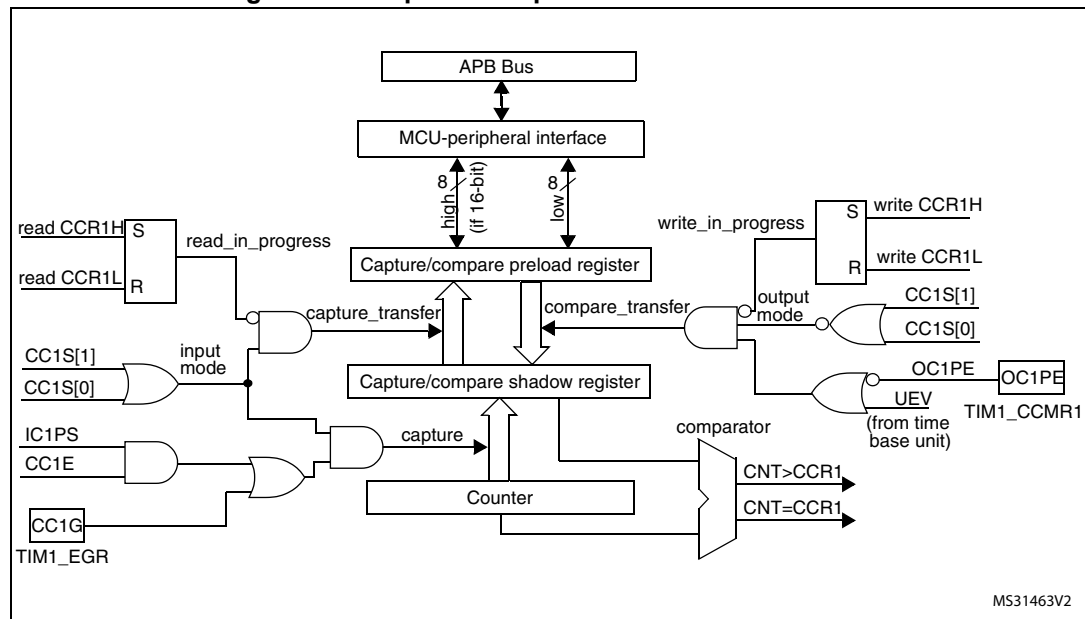 APB Bus
MCU-peripheral interface
8
high
(if 16-bit)
8
low
read CCR1H
S
read_in_progress
read CCR1L
R
write_in_progress
S
write CCR1H
R
write CCR1L
Capture/compare preload register
capture_transfer
compare_transfer
output
mode
CC1S[1]
CC1S[0]
CC1S[1]
CC1S[0]
input
mode
Capture/compare shadow register
OC1PE
OC1PE
UEV
(from time
base unit)
TIM1_CCMR1
IC1PS
CC1E
capture
comparator
CNT>CCR1
CNT=CCR1
Counter
CC1G
TIM1_EGR
MS31463V2